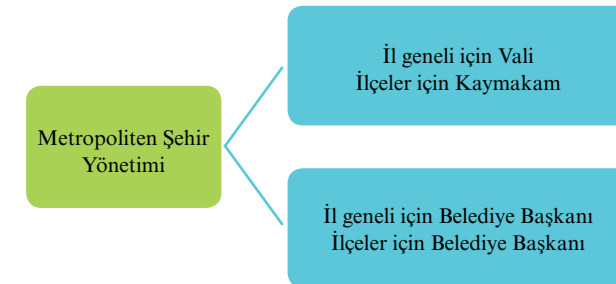 Metropoliten Şehir
Yönetimi
İl geneli için Vali
İlçeler için Kaymakam
İl geneli için Belediye Başkanı
İlçeler için Belediye Başkanı